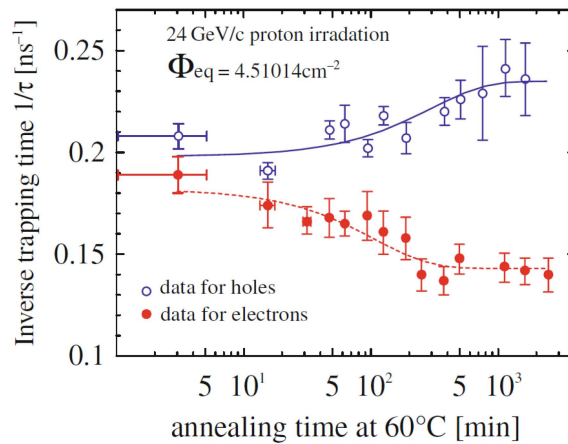 24 GeV/c proton irradiation
Φeq = 4.51014cm⁻²
Inverse trapping time 1/τ [ns⁻¹]
0.25
0.2
0.15
0.1
data for holes
data for electrons
5 10¹ 5 10² 5 10³
annealing time at 60°C [min]